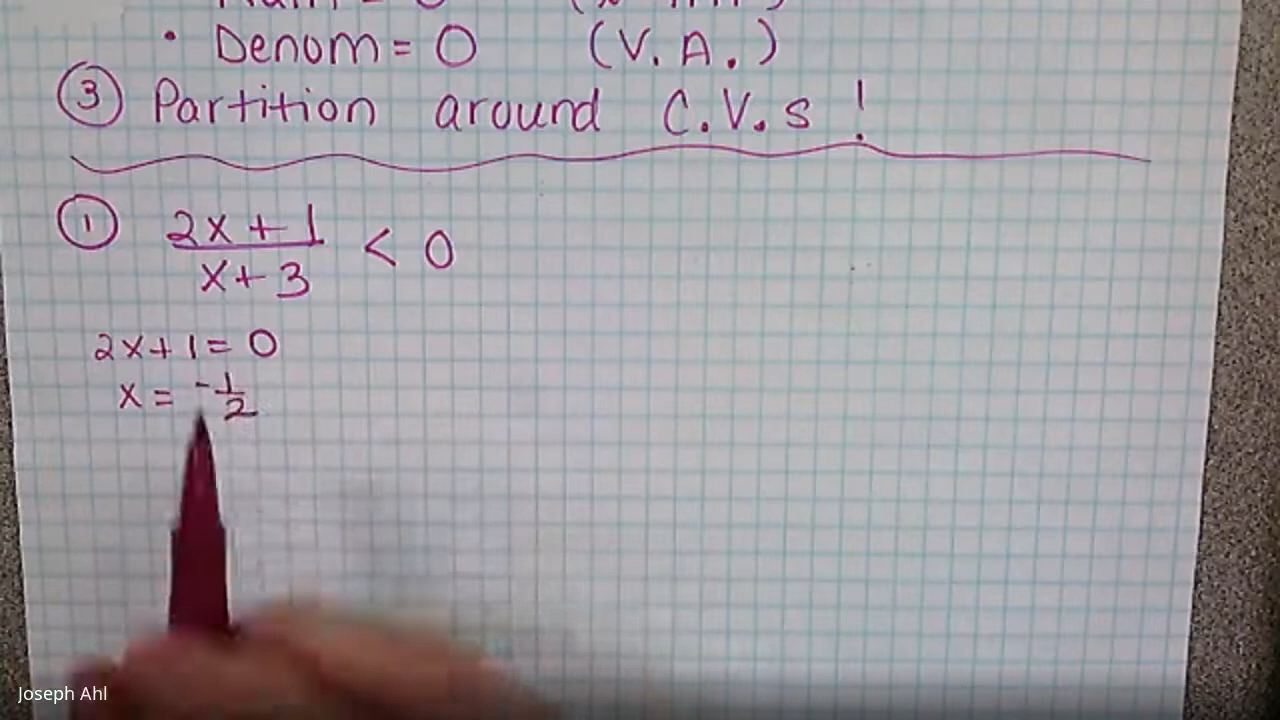 • Denom = 0 (V. A.)
③ Partition around C.V.s !
① 2x + 1
x + 3 < 0
2x + 1 = 0
x = -1/2
Joseph Ahl